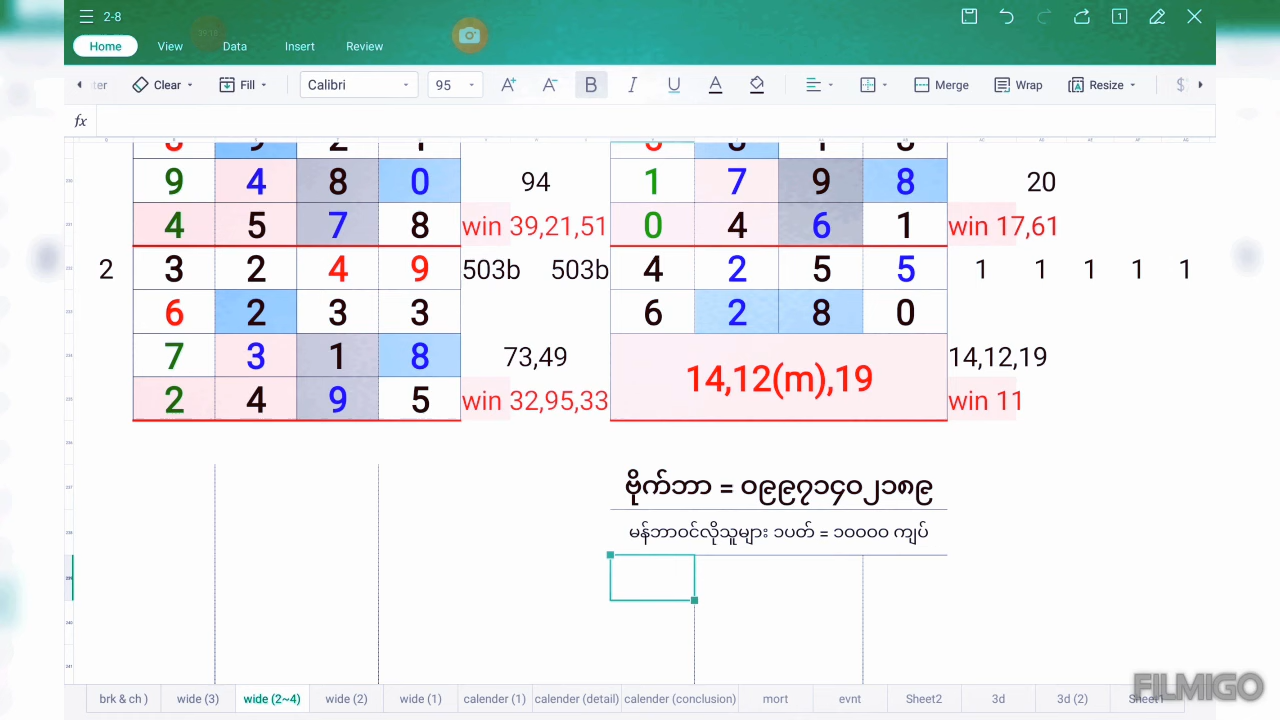 2-8
Home View Data Insert Review
ter Clear Fill Calibri 95 B I U A Merge Wrap Resize $
fx
9 4 8 0 94 1 7 9 8 20
4 5 7 8 win 39,21,51 0 4 6 1 win 17,61
2 3 2 4 9 503b 503b 4 2 5 5 1 1 1 1 1
6 2 3 3 6 2 8 0
7 3 1 8 73,49 14,12(m),19 14,12,19
2 4 9 5 win 32,95,33 win 11
ဗိုက်ဘာ = ၀၉၉၇၁၄၀၂၁၈၉
မန်ဘာဝင်လိုသူများ ၁ပတ် = ၁၀၀၀၀ ကျပ်
brk & ch ) wide (3) wide (2~4) wide (2) wide (1) calender (1) calender (detail) calender (conclusion) mort evnt Sheet2 3d 3d (2) Sheet1
FILMIGO